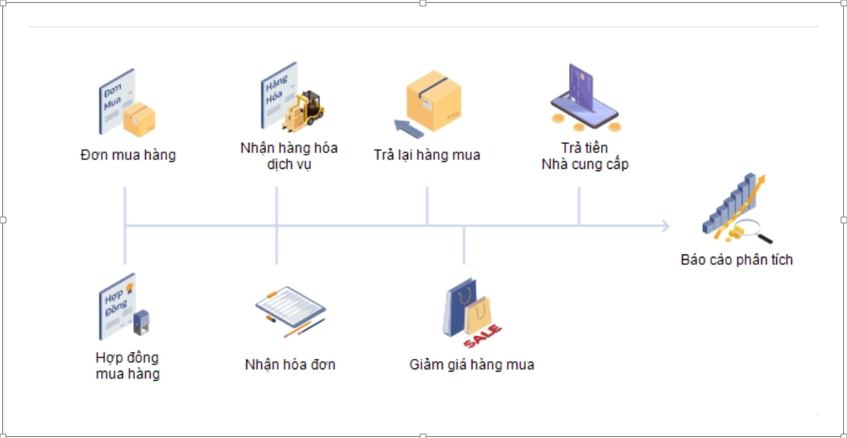 Đơn
Mua
Đơn mua hàng
Hàng
Hóa
Nhận hàng hóa
dịch vụ
Trả lại hàng mua
Trả tiền
Nhà cung cấp
Báo cáo phân tích
Hợp
Đồng
Hợp đồng
mua hàng
Nhận hóa đơn
SALE
Giảm giá hàng mua